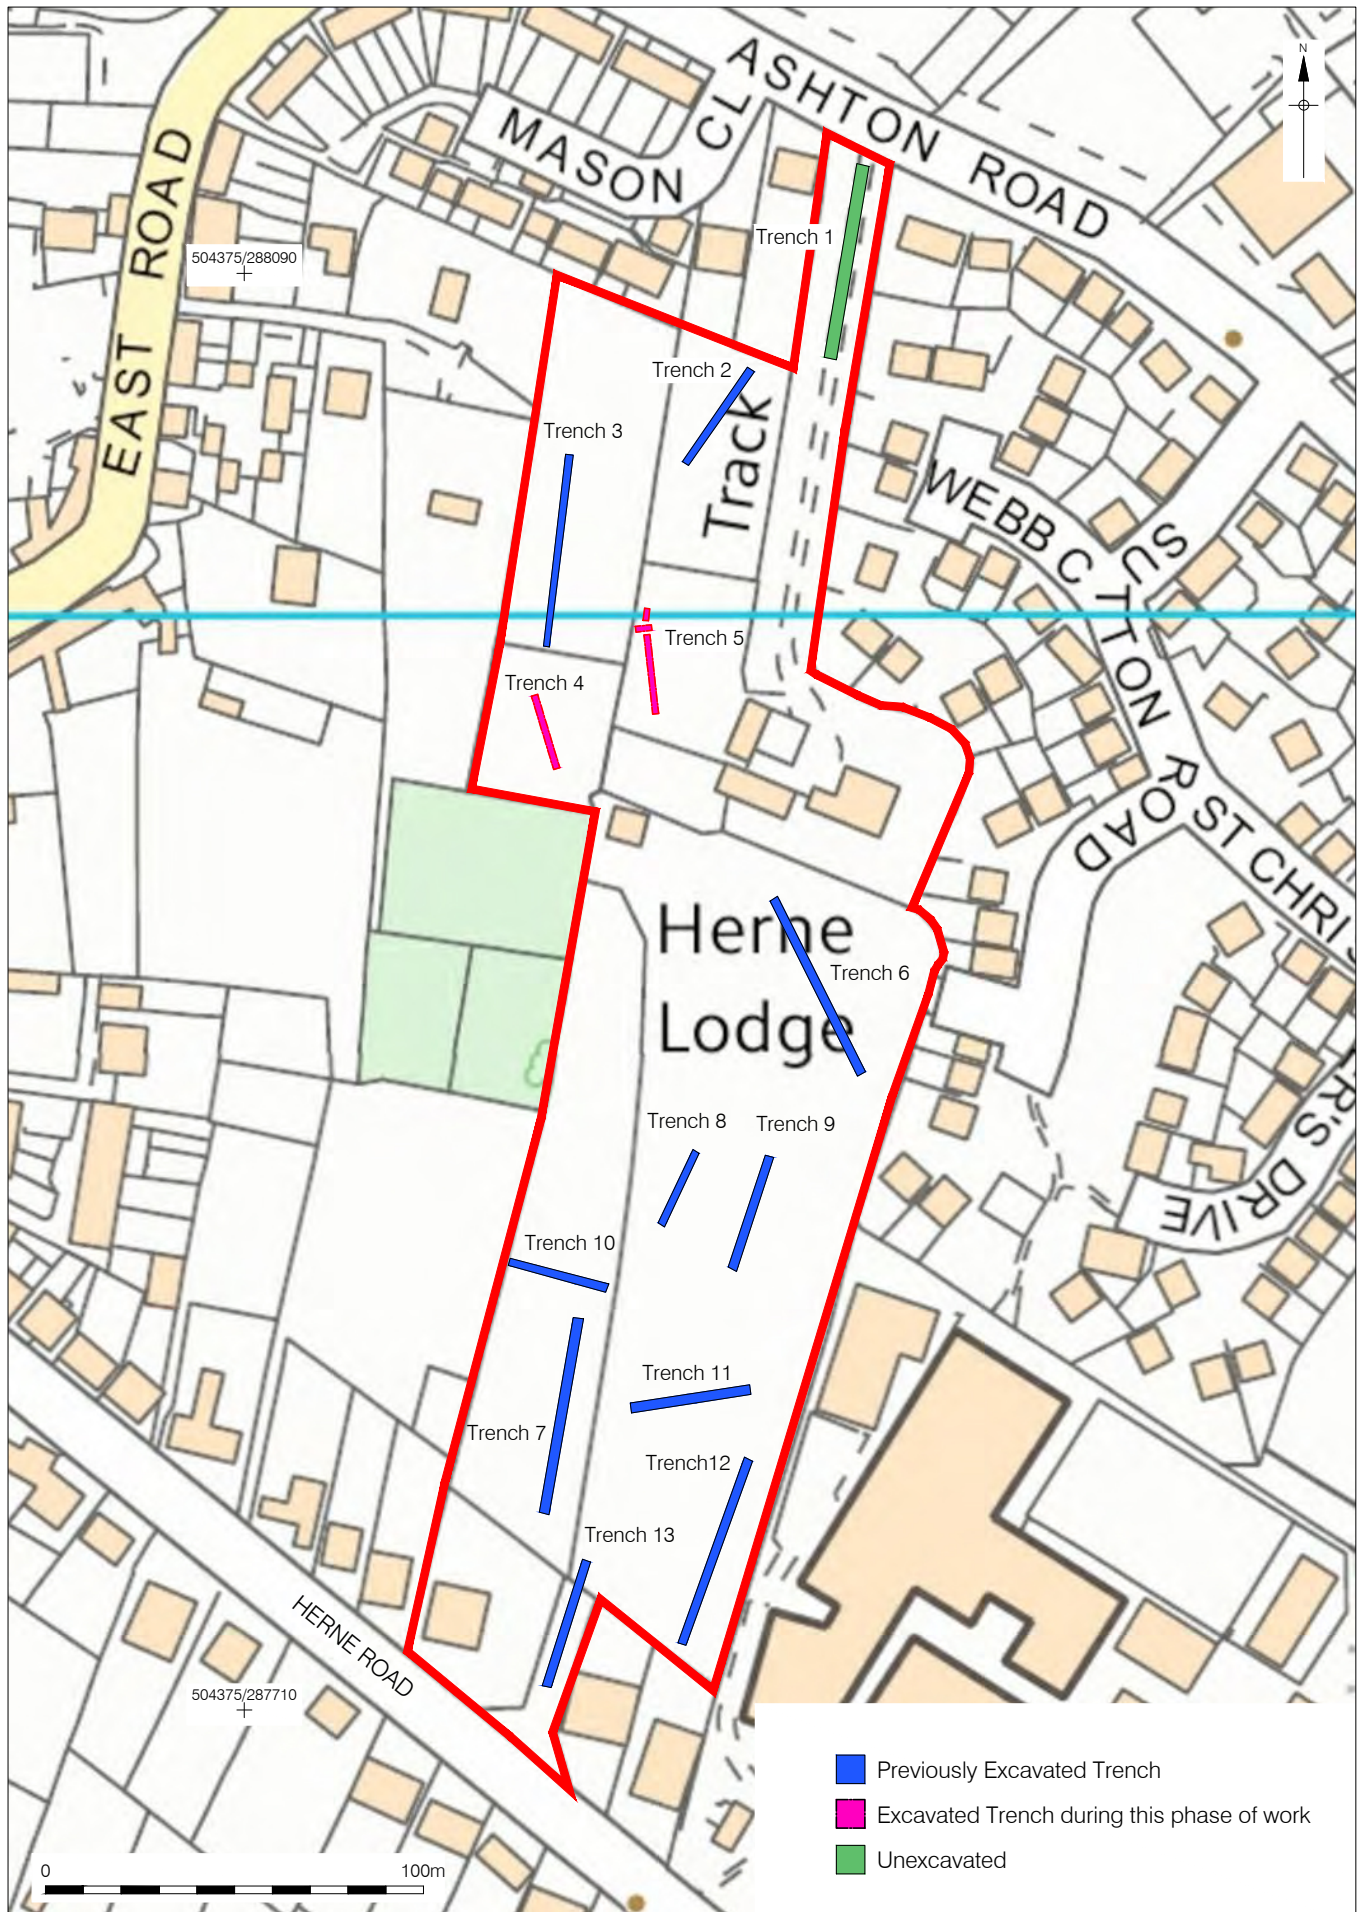 N
ASHTON ROAD
MASON CL
EAST ROAD
504375/288090
Trench 1
Trench 2
Track
Trench 3
WEBB C
SUTTON ROAD
Trench 5
Trench 4
ST CHRI
R'S DRIVE
Herne
Lodge
Trench 6
Trench 8
Trench 9
Trench 10
Trench 11
Trench 7
Trench12
Trench 13
HERNE ROAD
504375/287710
Previously Excavated Trench
Excavated Trench during this phase of work
Unexcavated
0 100m